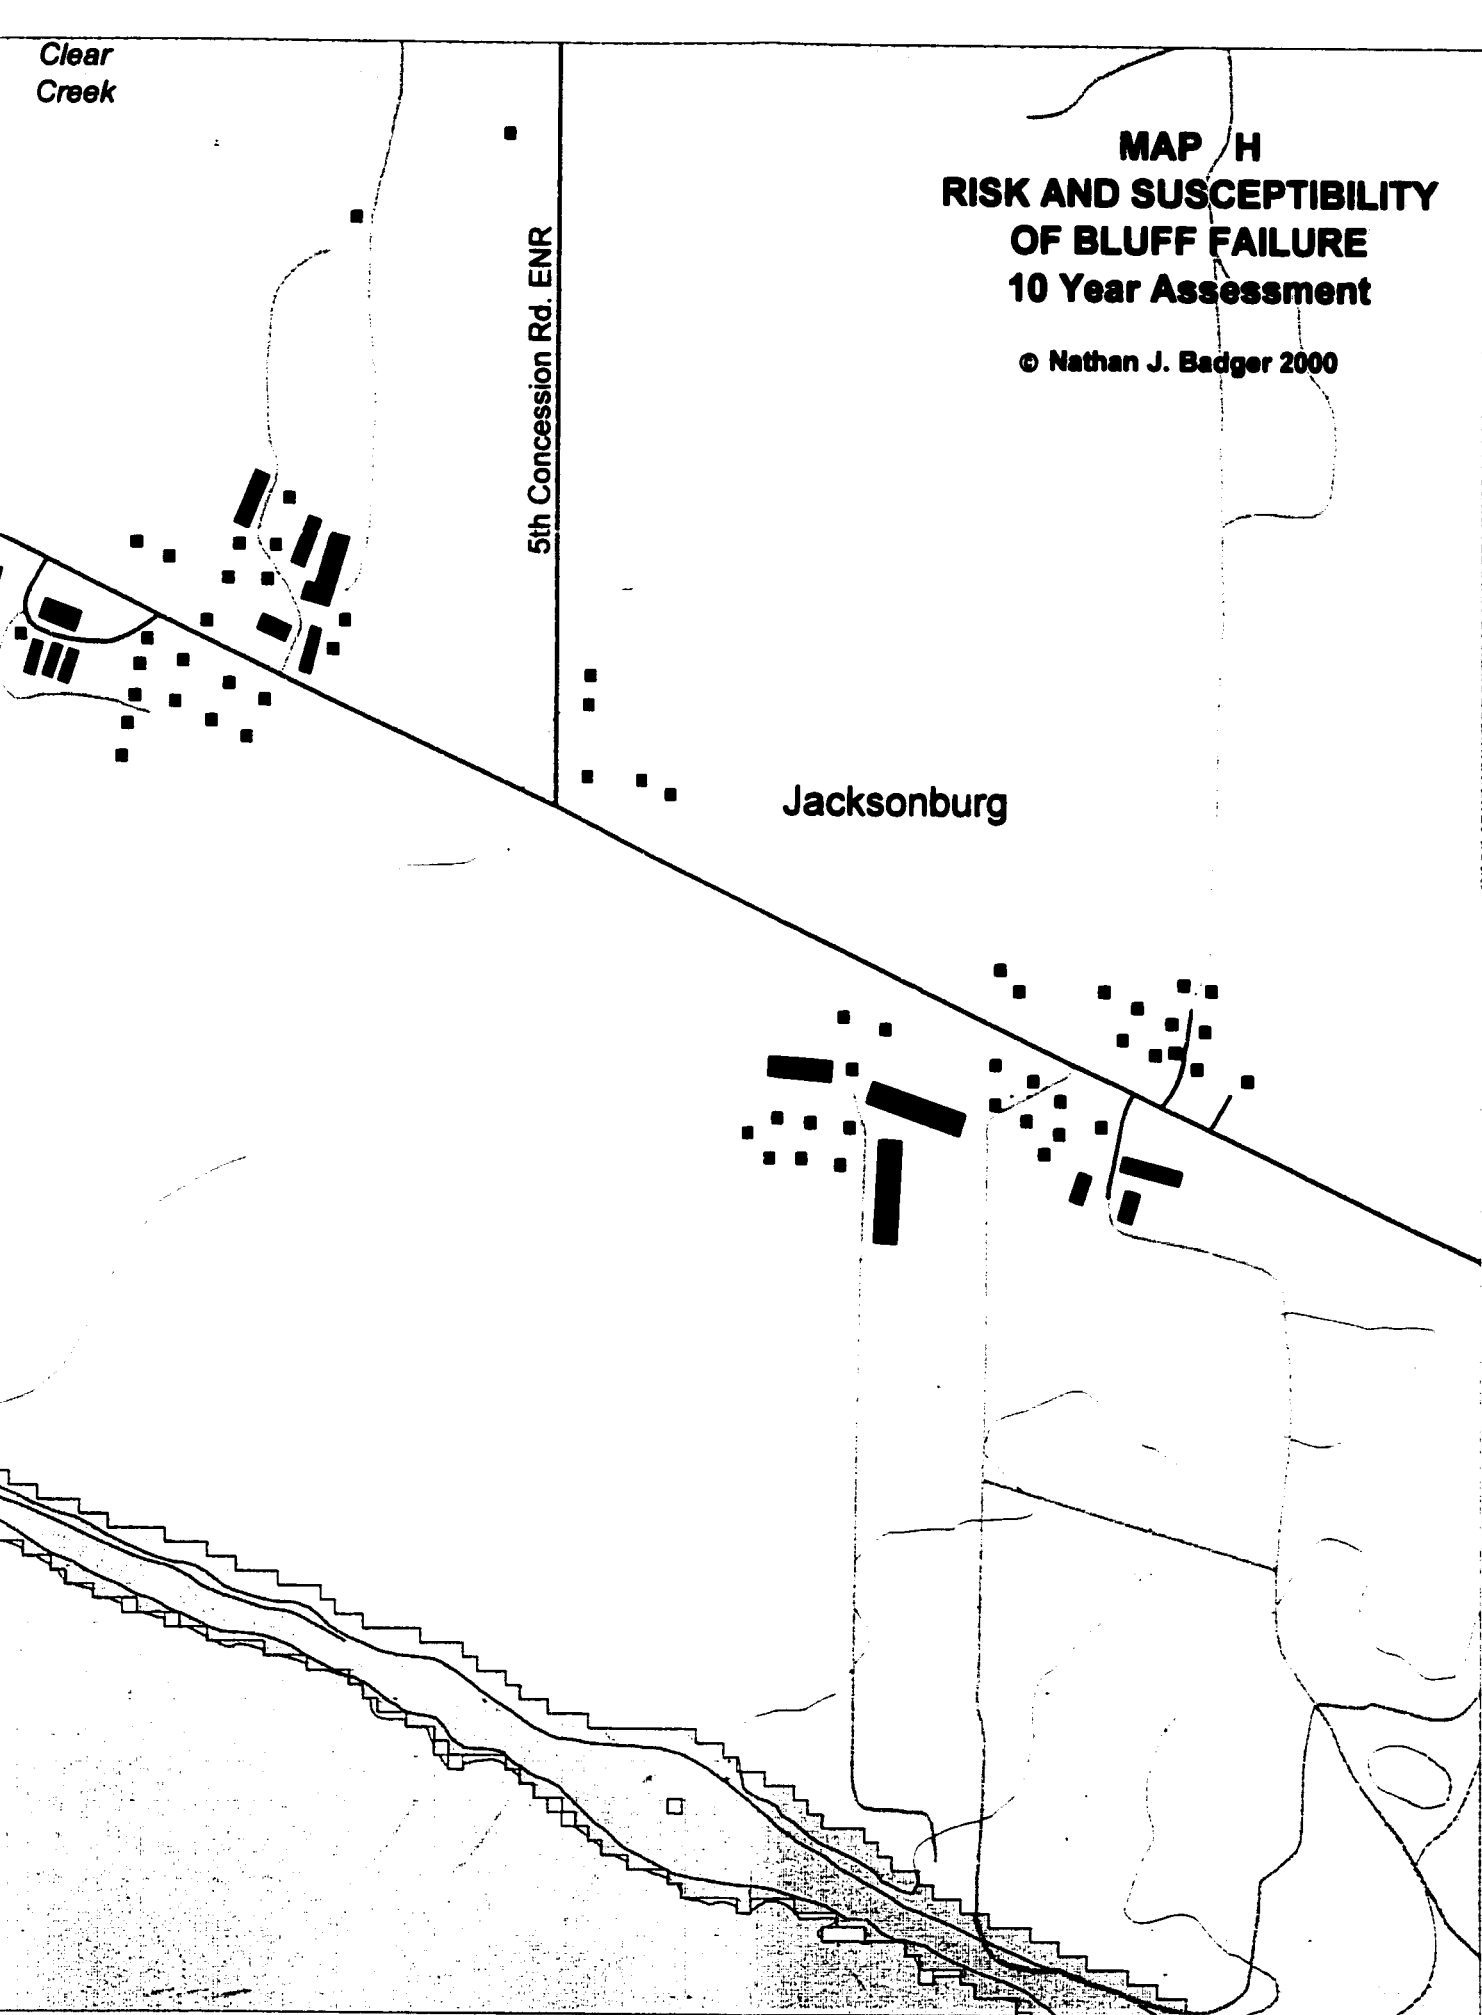 Clear
Creek
MAP H
RISK AND SUSCEPTIBILITY
OF BLUFF FAILURE
10 Year Assessment
© Nathan J. Badger 2000
5th Concession Rd. ENR
Jacksonburg